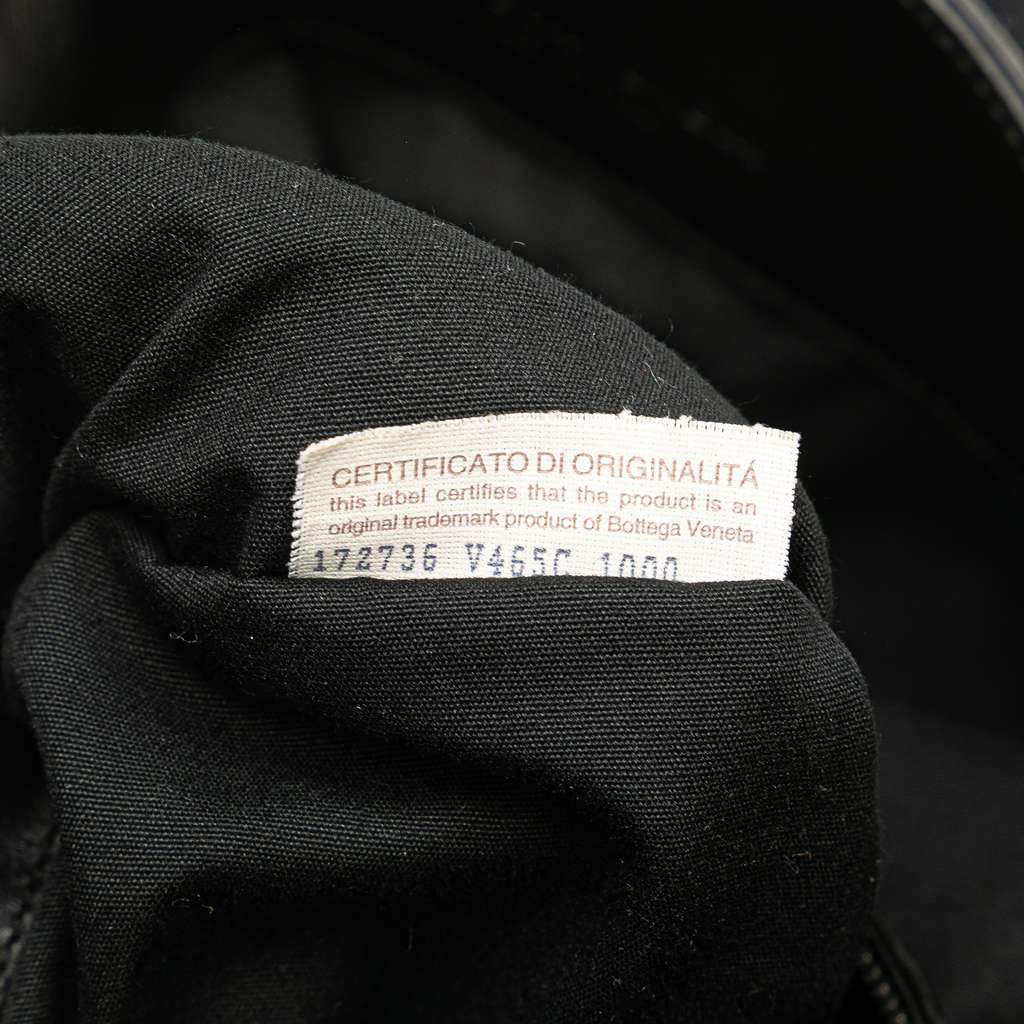 CERTIFICATO DI ORIGINALITÁ
this label certifies that the product is an
original trademark product of Bottega Veneta
172736 V465C 1000